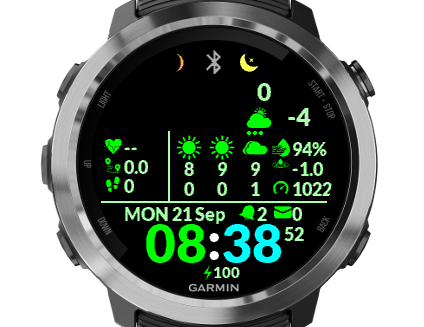 LIGHT
START - STOP
0
-4
-- 94%
0.0 8 9 9 -1.0
0 0 0 1 1022
UP
MON 21 Sep 2 0
DOWN
BACK
08:38 52
100
GARMIN